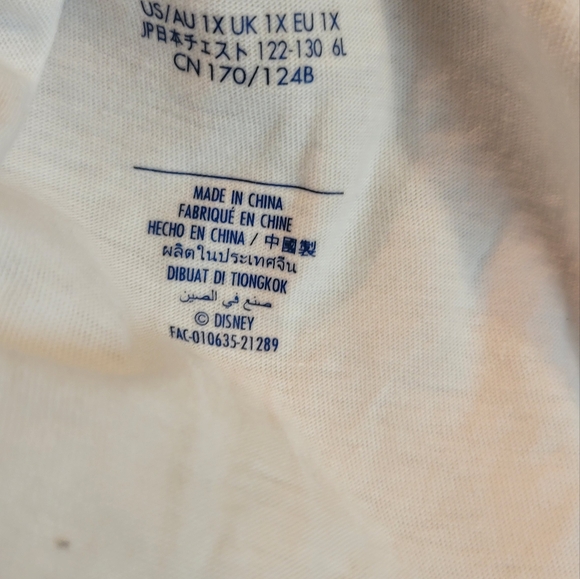 US/AU 1X UK 1X EU 1X
JP日本チェスト 122-130 6L
CN 170/124B
MADE IN CHINA
FABRIQUÉ EN CHINE
HECHO EN CHINA / 中國製
ผลิตในประเทศจีน
DIBUAT DI TIONGKOK
صنع في الصين
© DISNEY
FAC-010635-21289